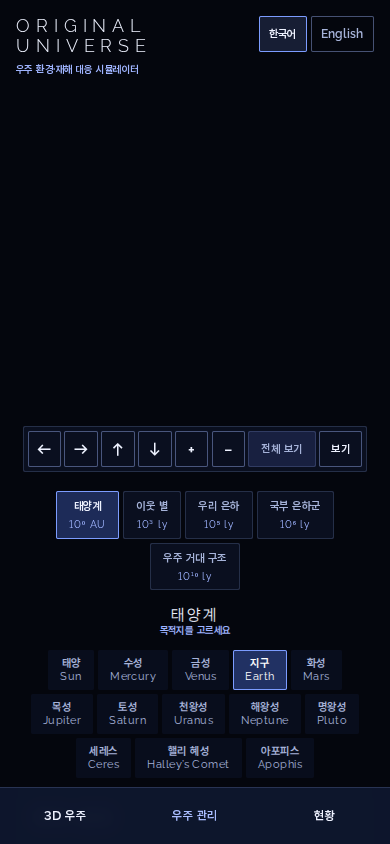 ORIGINAL
UNIVERSE
우주 환경·재해 대응 시뮬레이터
한국어 English
← → ↑ ↓ + − 전체 보기 보기
태양계 이웃 별 우리 은하 국부 은하군
10⁰ AU 10³ ly 10⁵ ly 10⁶ ly
우주 거대 구조
10¹⁰ ly
태양계
목적지를 고르세요
태양 수성 금성 지구 화성
Sun Mercury Venus Earth Mars
목성 토성 천왕성 해왕성 명왕성
Jupiter Saturn Uranus Neptune Pluto
세레스 핼리 혜성 아포피스
Ceres Halley's Comet Apophis
3D 우주 우주 관리 현황